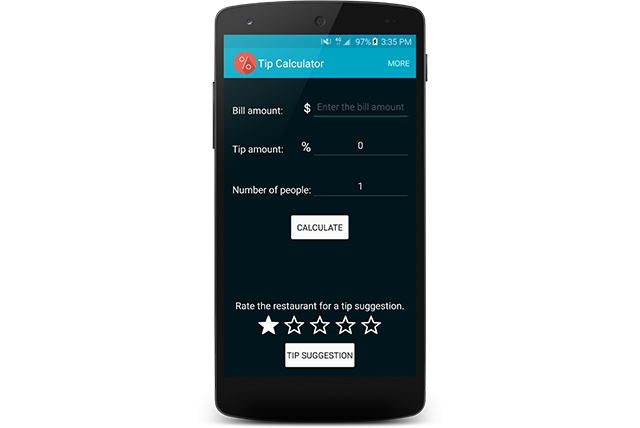 4G 97% 3:35 PM
% Tip Calculator MORE
Bill amount: $ Enter the bill amount
Tip amount: % 0
Number of people: 1
CALCULATE
Rate the restaurant for a tip suggestion.
TIP SUGGESTION